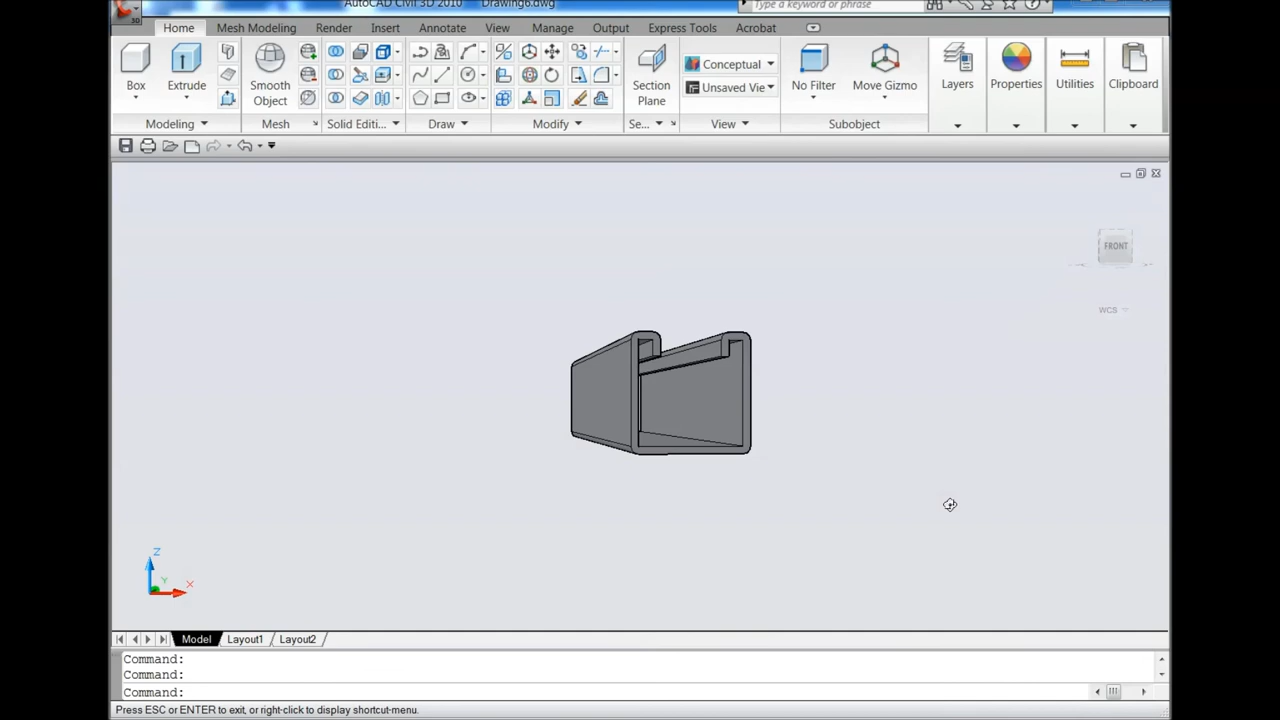 AutoCAD Civil 3D 2010 Drawing6.dwg
Type a keyword or phrase
3D
Home Mesh Modeling Render Insert Annotate View Manage Output Express Tools Acrobat
Conceptual
Unsaved Vie
Box Extrude Smooth Object Section Plane No Filter Move Gizmo Layers Properties Utilities Clipboard
Modeling Mesh Solid Editi... Draw Modify Se... View Subobject
FRONT
WCS
Z
Y
X
Model Layout1 Layout2
Command:
Command:
Command:
Press ESC or ENTER to exit, or right-click to display shortcut-menu.